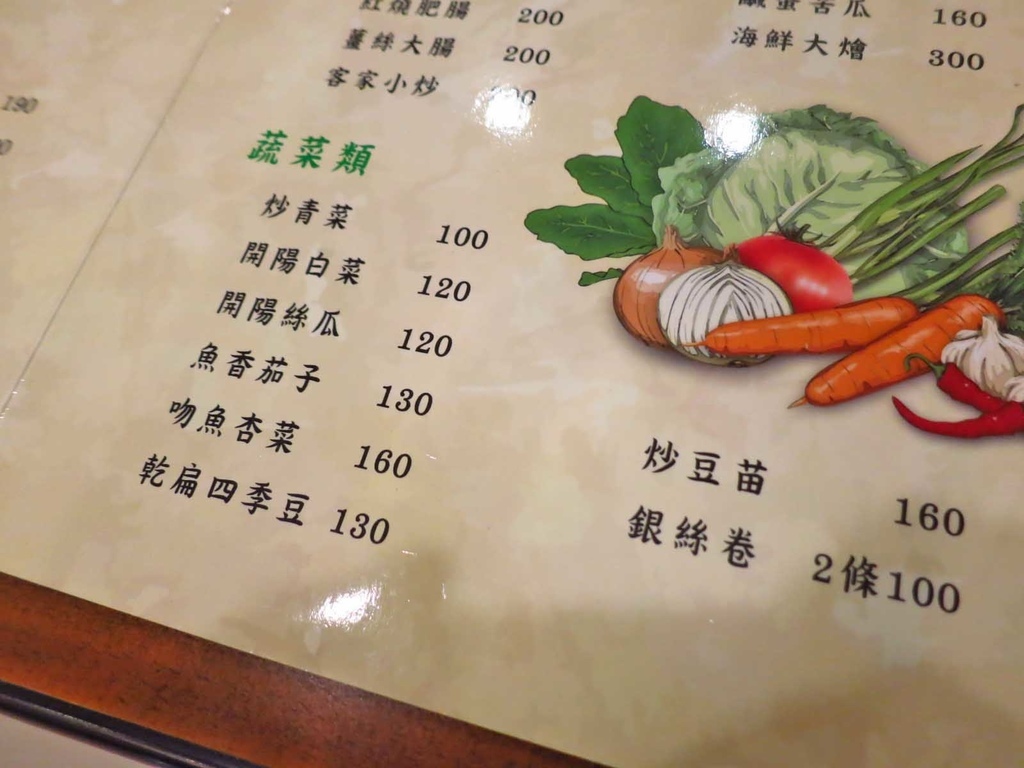 190
紅燒肥腸 200
薑絲大腸 200
客家小炒
鹹蛋苦瓜 160
海鮮大燴 300
蔬菜類
炒青菜 100
開陽白菜 120
開陽絲瓜 120
魚香茄子 130
吻魚杏菜 160
乾扁四季豆 130
炒豆苗 160
銀絲卷 2條100